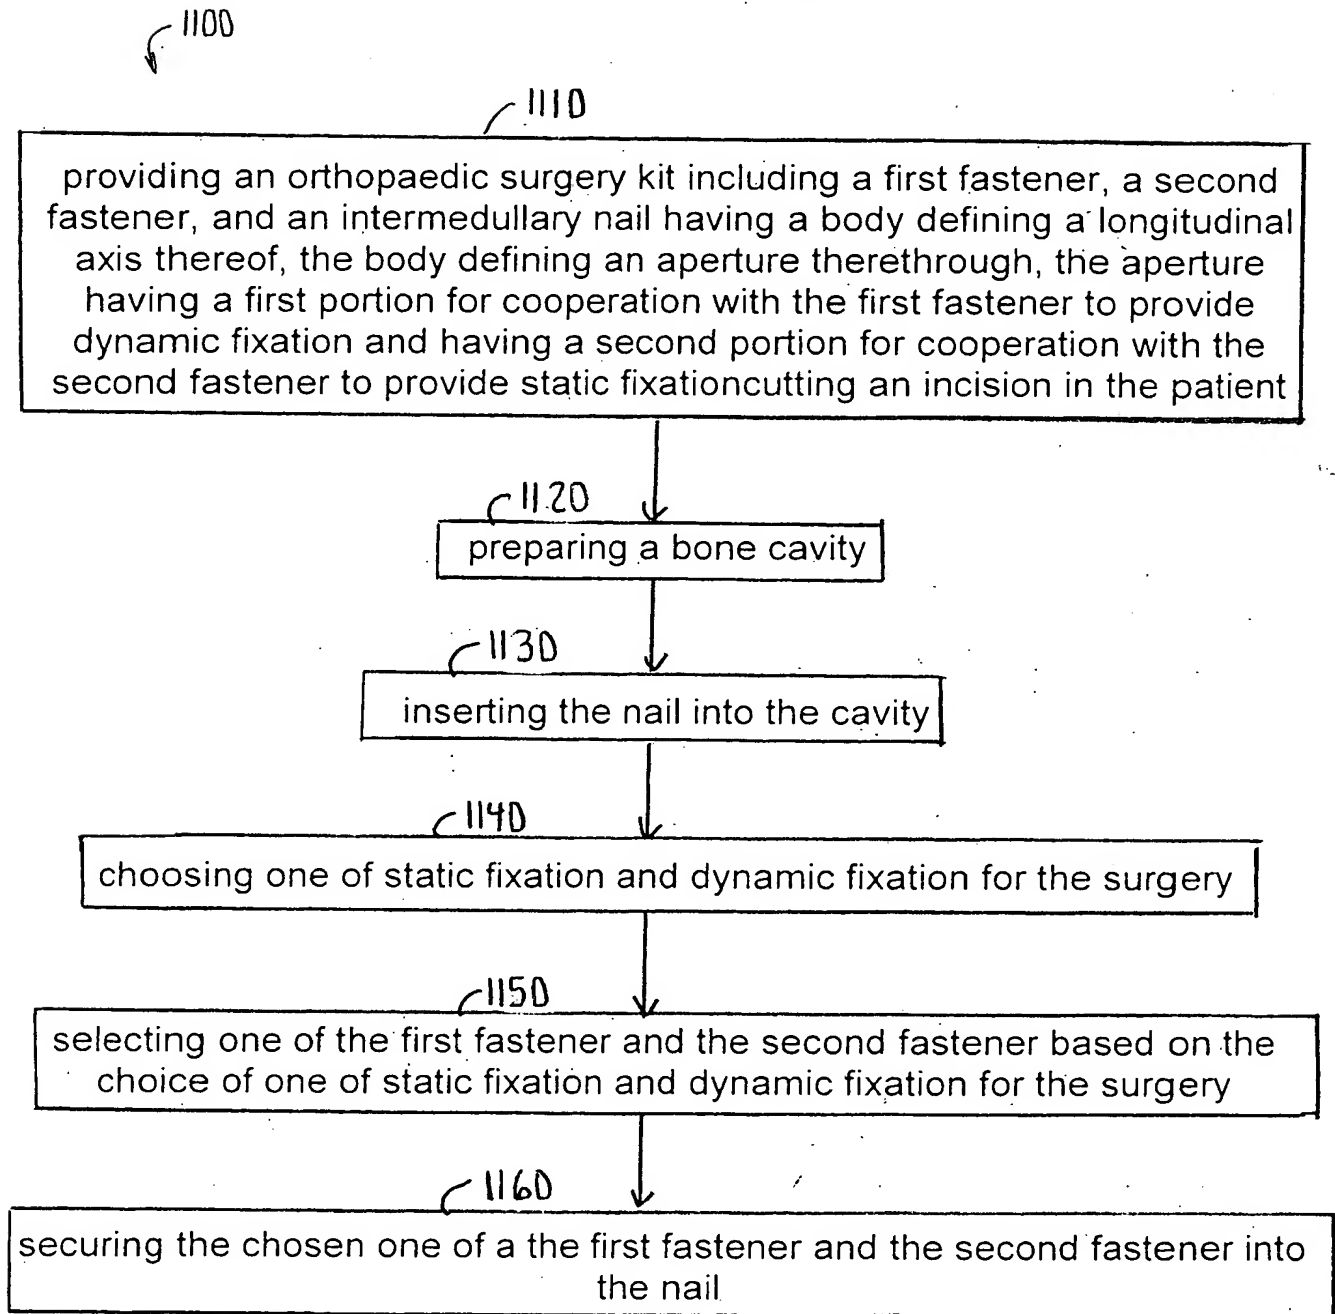 1100
1110
providing an orthopaedic surgery kit including a first fastener, a second
fastener, and an intermedullary nail having a body defining a longitudinal
axis thereof, the body defining an aperture therethrough, the aperture
having a first portion for cooperation with the first fastener to provide
dynamic fixation and having a second portion for cooperation with the
second fastener to provide static fixationcutting an incision in the patient
1120
preparing a bone cavity
1130
inserting the nail into the cavity
1140
choosing one of static fixation and dynamic fixation for the surgery
1150
selecting one of the first fastener and the second fastener based on the
choice of one of static fixation and dynamic fixation for the surgery
1160
securing the chosen one of a the first fastener and the second fastener into
the nail